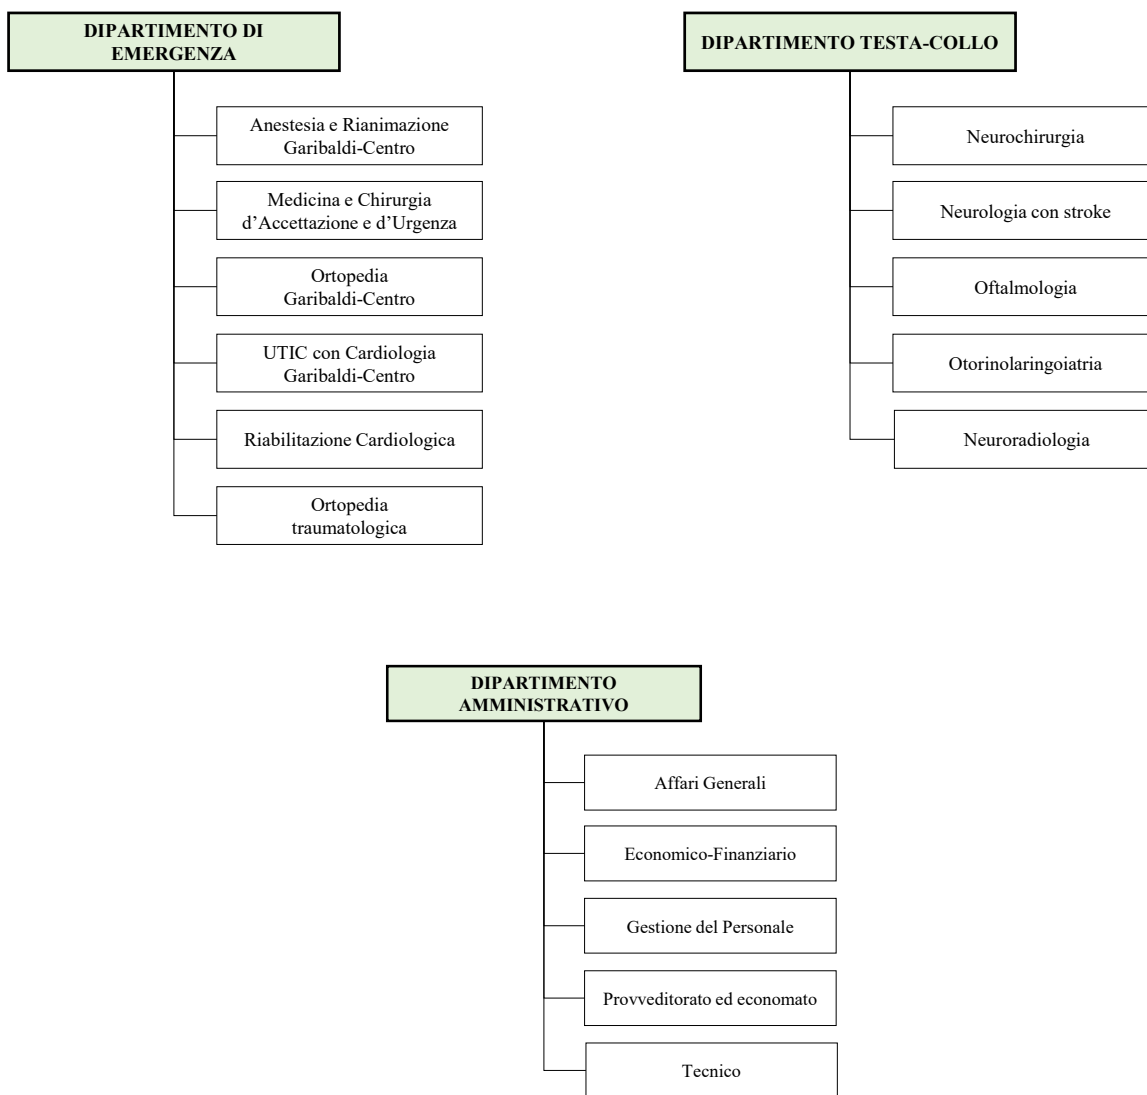 DIPARTIMENTO DI
EMERGENZA
Anestesia e Rianimazione
Garibaldi-Centro
Medicina e Chirurgia
d’Accettazione e d’Urgenza
Ortopedia
Garibaldi-Centro
UTIC con Cardiologia
Garibaldi-Centro
Riabilitazione Cardiologica
Ortopedia
traumatologica
DIPARTIMENTO TESTA-COLLO
Neurochirurgia
Neurologia con stroke
Oftalmologia
Otorinolaringoiatria
Neuroradiologia
DIPARTIMENTO
AMMINISTRATIVO
Affari Generali
Economico-Finanziario
Gestione del Personale
Provveditorato ed economato
Tecnico